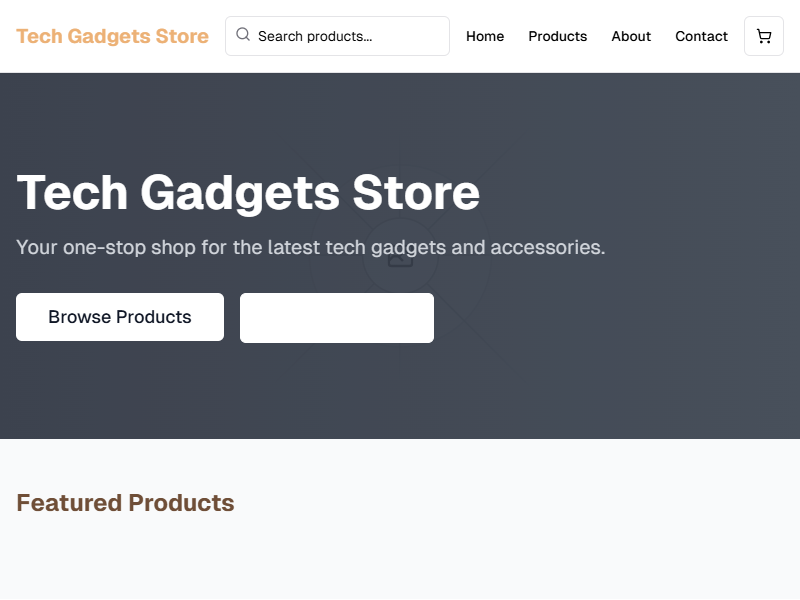 Tech Gadgets Store
Search products...
Home
Products
About
Contact
Tech Gadgets Store
Your one-stop shop for the latest tech gadgets and accessories.
Browse Products
Featured Products